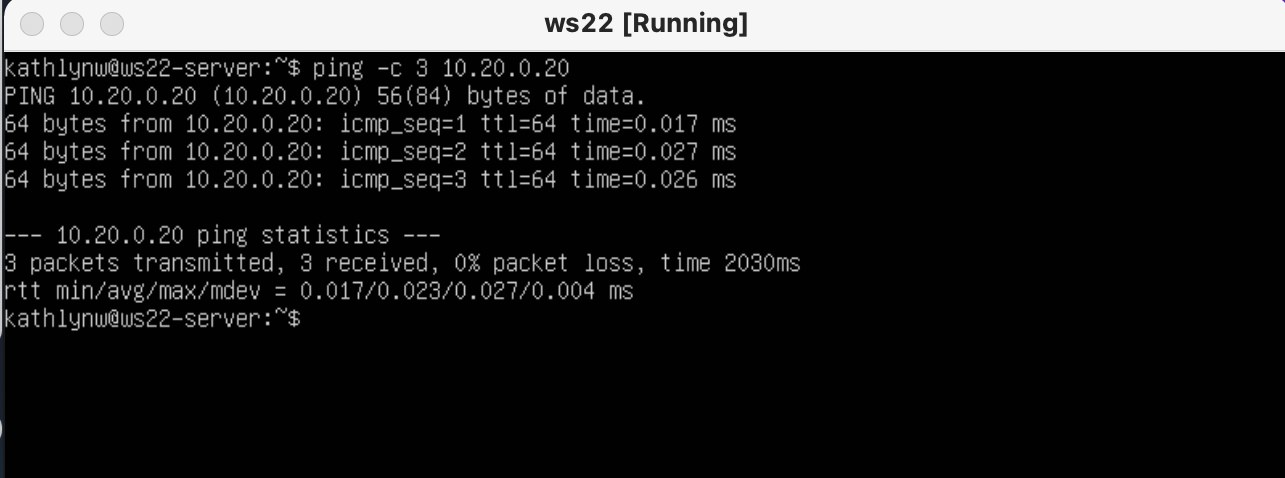 ws22 [Running]
kathlynw@ws22-server:~$ ping -c 3 10.20.0.20
PING 10.20.0.20 (10.20.0.20) 56(84) bytes of data.
64 bytes from 10.20.0.20: icmp_seq=1 ttl=64 time=0.017 ms
64 bytes from 10.20.0.20: icmp_seq=2 ttl=64 time=0.027 ms
64 bytes from 10.20.0.20: icmp_seq=3 ttl=64 time=0.026 ms
--- 10.20.0.20 ping statistics ---
3 packets transmitted, 3 received, 0% packet loss, time 2030ms
rtt min/avg/max/mdev = 0.017/0.023/0.027/0.004 ms
kathlynw@ws22-server:~$